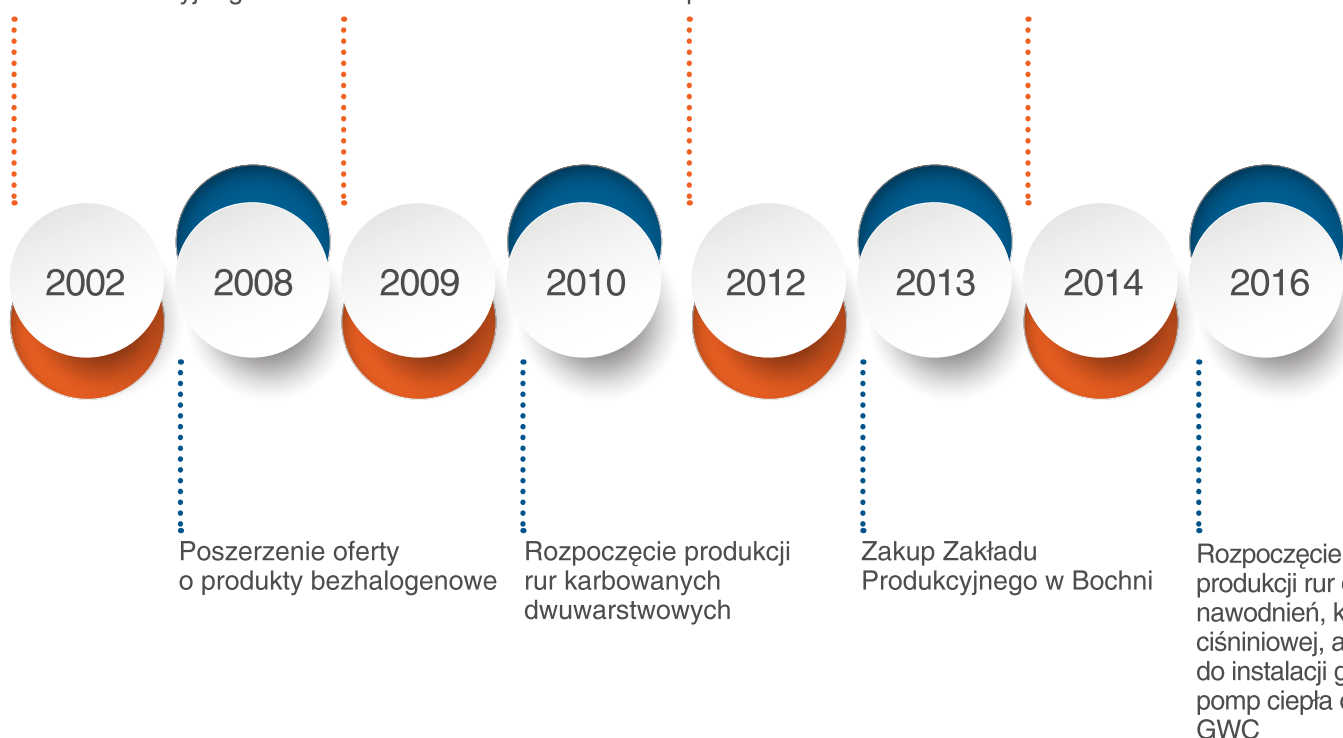 2002
2008
2009
2010
2012
2013
2014
2016
Poszerzenie oferty
o produkty bezhalogenowe
Rozpoczęcie produkcji
rur karbowanych
dwuwarstwowych
Zakup Zakładu
Produkcyjnego w Bochni
Rozpoczęcie
produkcji rur
nawodnień,
ciśniniowej,
do instalacji
pomp ciepła
GWC